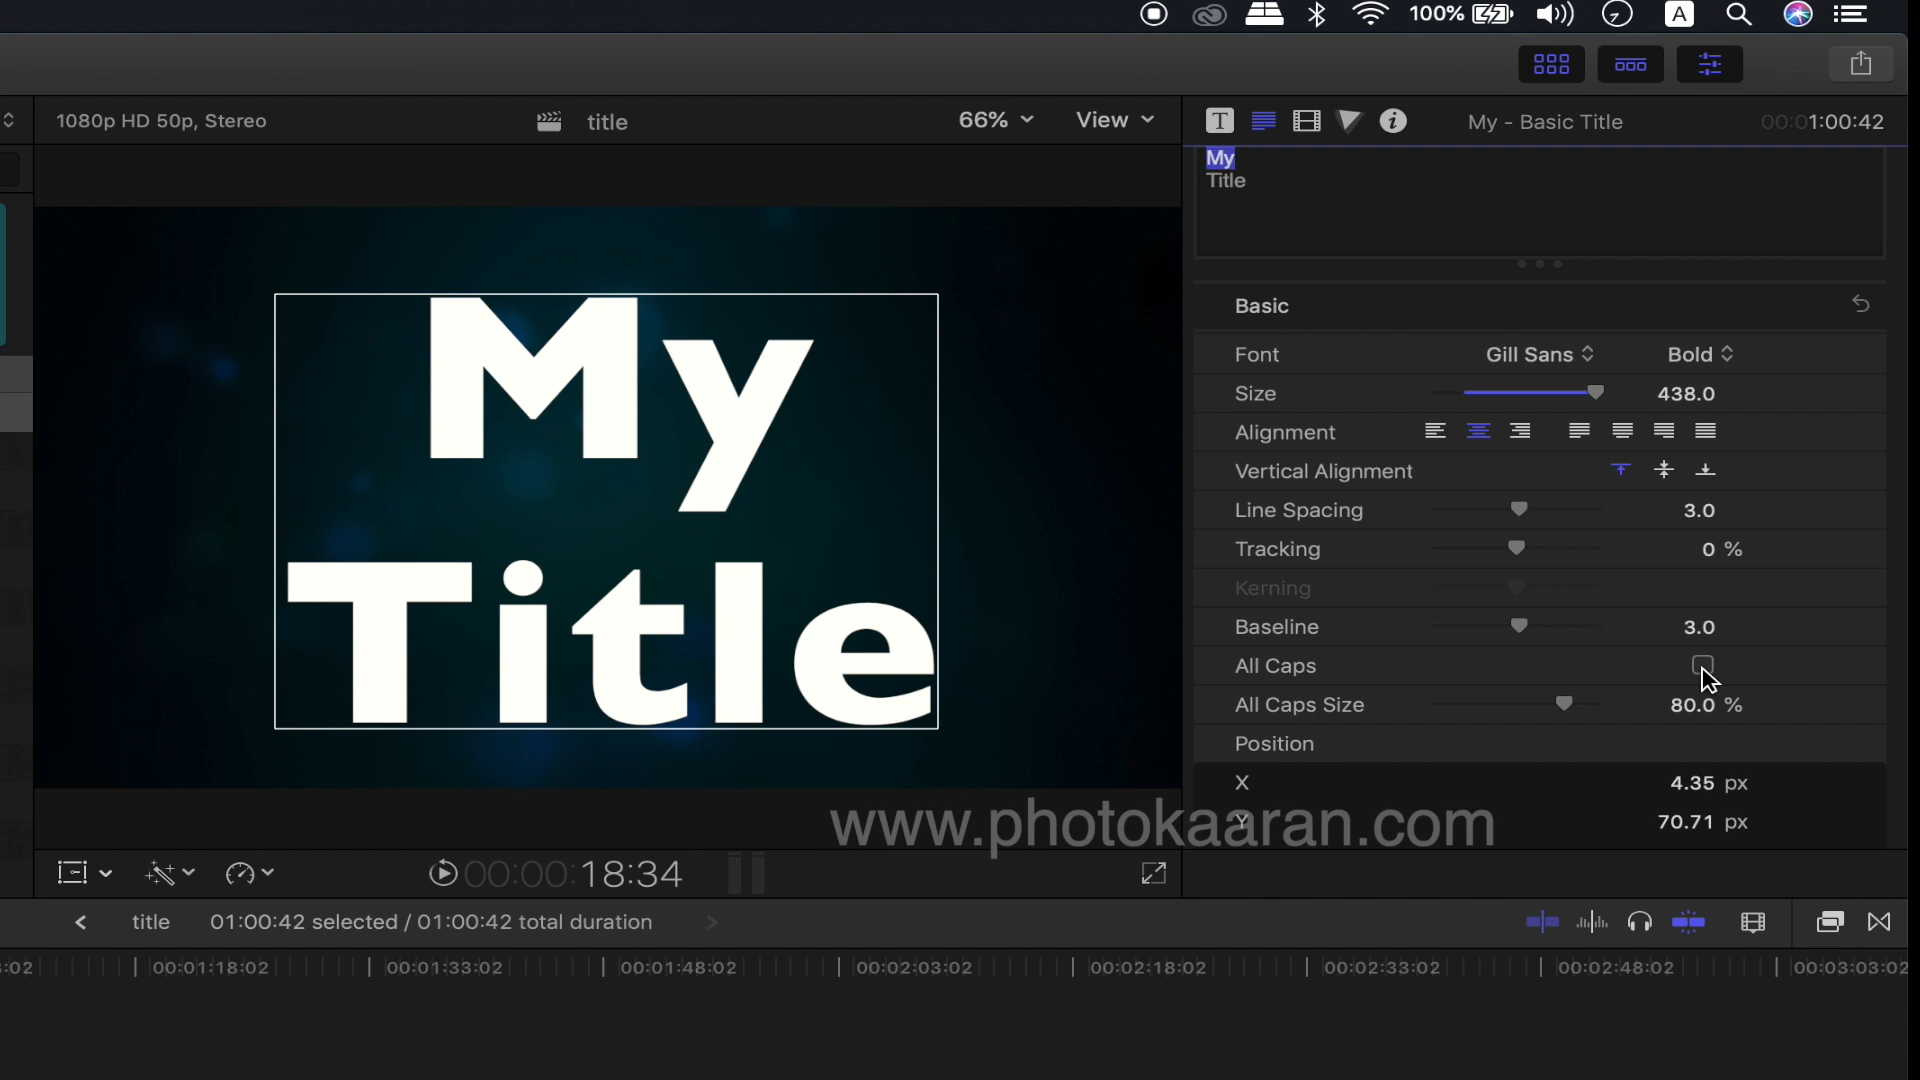 100%
A
1080p HD 50p, Stereo
title
66%
View
T
i
My - Basic Title
00:01:00:42
My
Title
Basic
Font
Gill Sans
Bold
Size
438.0
Alignment
Vertical Alignment
Line Spacing
3.0
Tracking
0 %
Kerning
Baseline
3.0
All Caps
All Caps Size
80.0 %
Position
X
4.35 px
Y
70.71 px
My
Title
www.photokaaran.com
00:00:18:34
title
01:00:42 selected / 01:00:42 total duration
:02
00:01:18:02
00:01:33:02
00:01:48:02
00:02:03:02
00:02:18:02
00:02:33:02
00:02:48:02
00:03:03:02